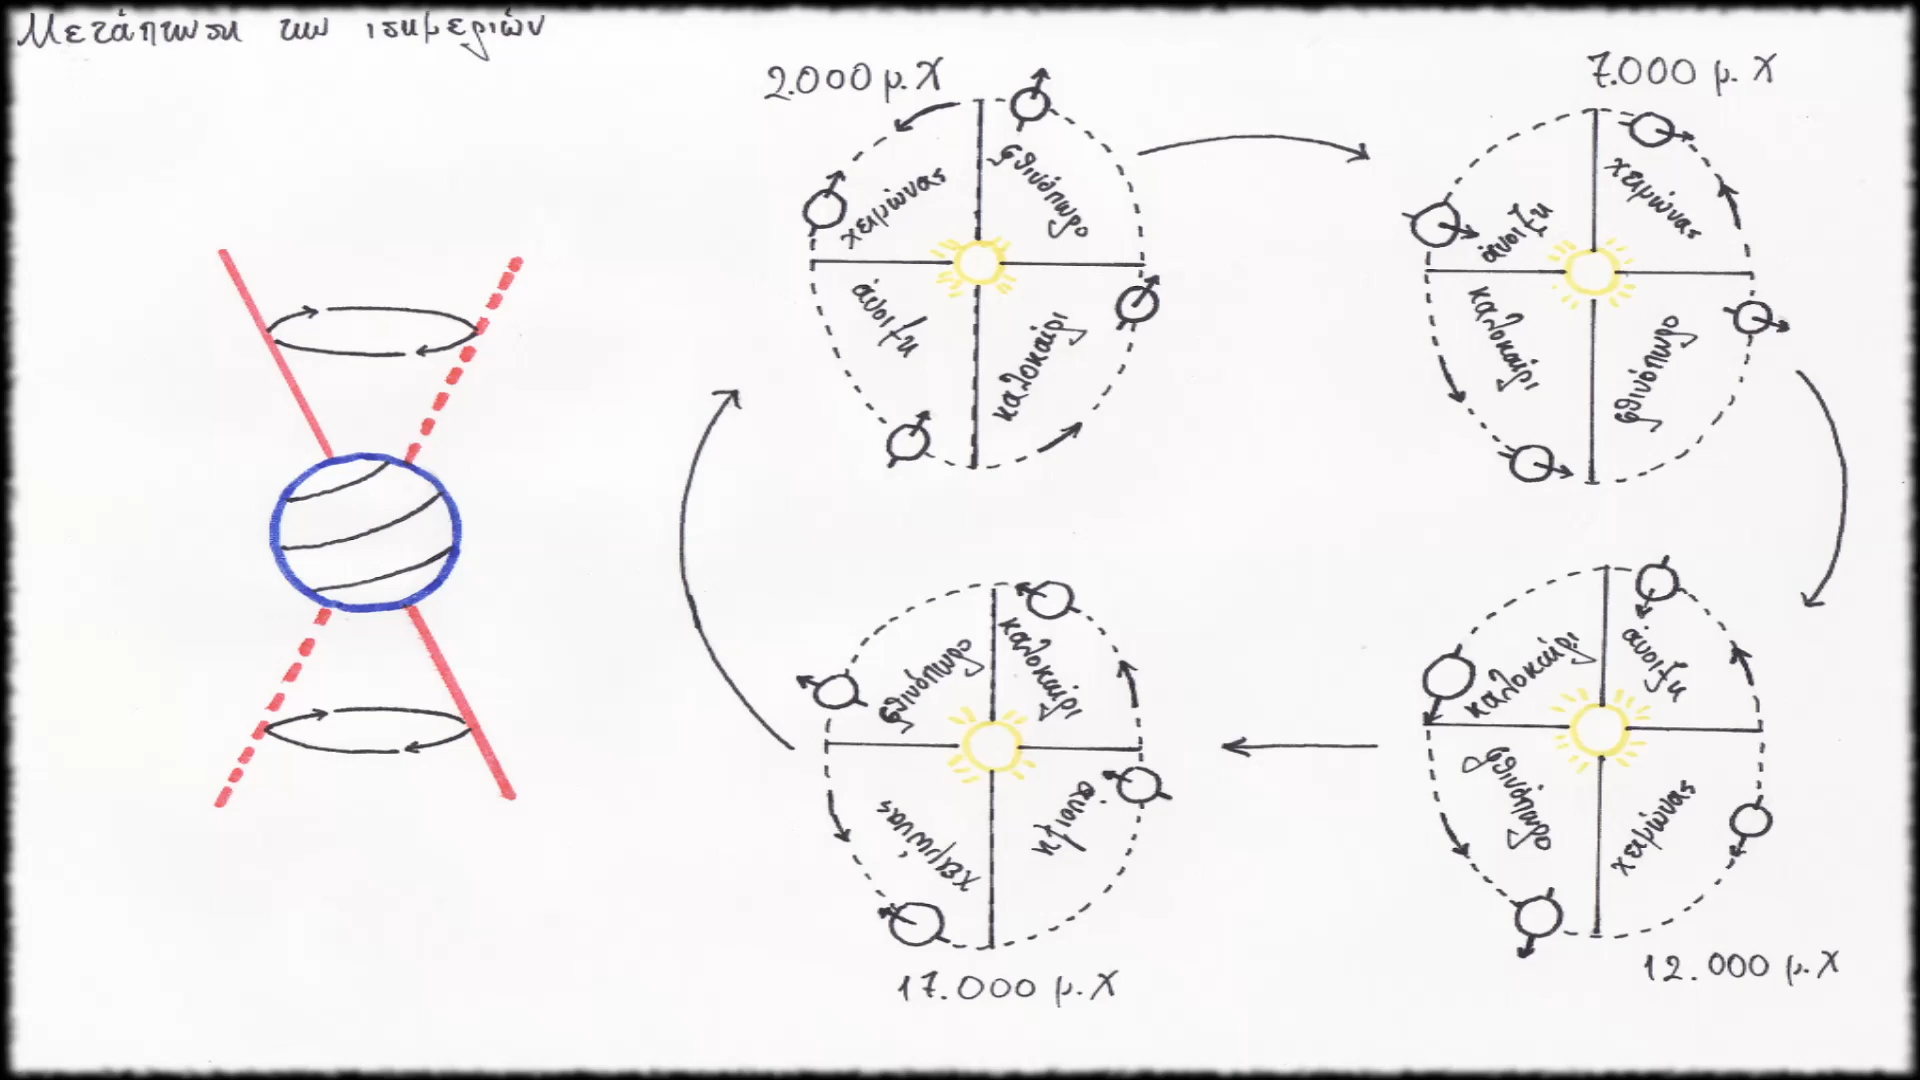 Μετάπτωση των ισημεριών
2.000 μ.Χ
χειμώνας
φθινόπωρο
άνοιξη
καλοκαίρι
7.000 μ.Χ
άνοιξη
χειμώνας
καλοκαίρι
φθινόπωρο
φθινόπωρο
καλοκαίρι
χειμώνας
άνοιξη
17.000 μ.Χ
καλοκαίρι
άνοιξη
φθινόπωρο
χειμώνας
12.000 μ.Χ